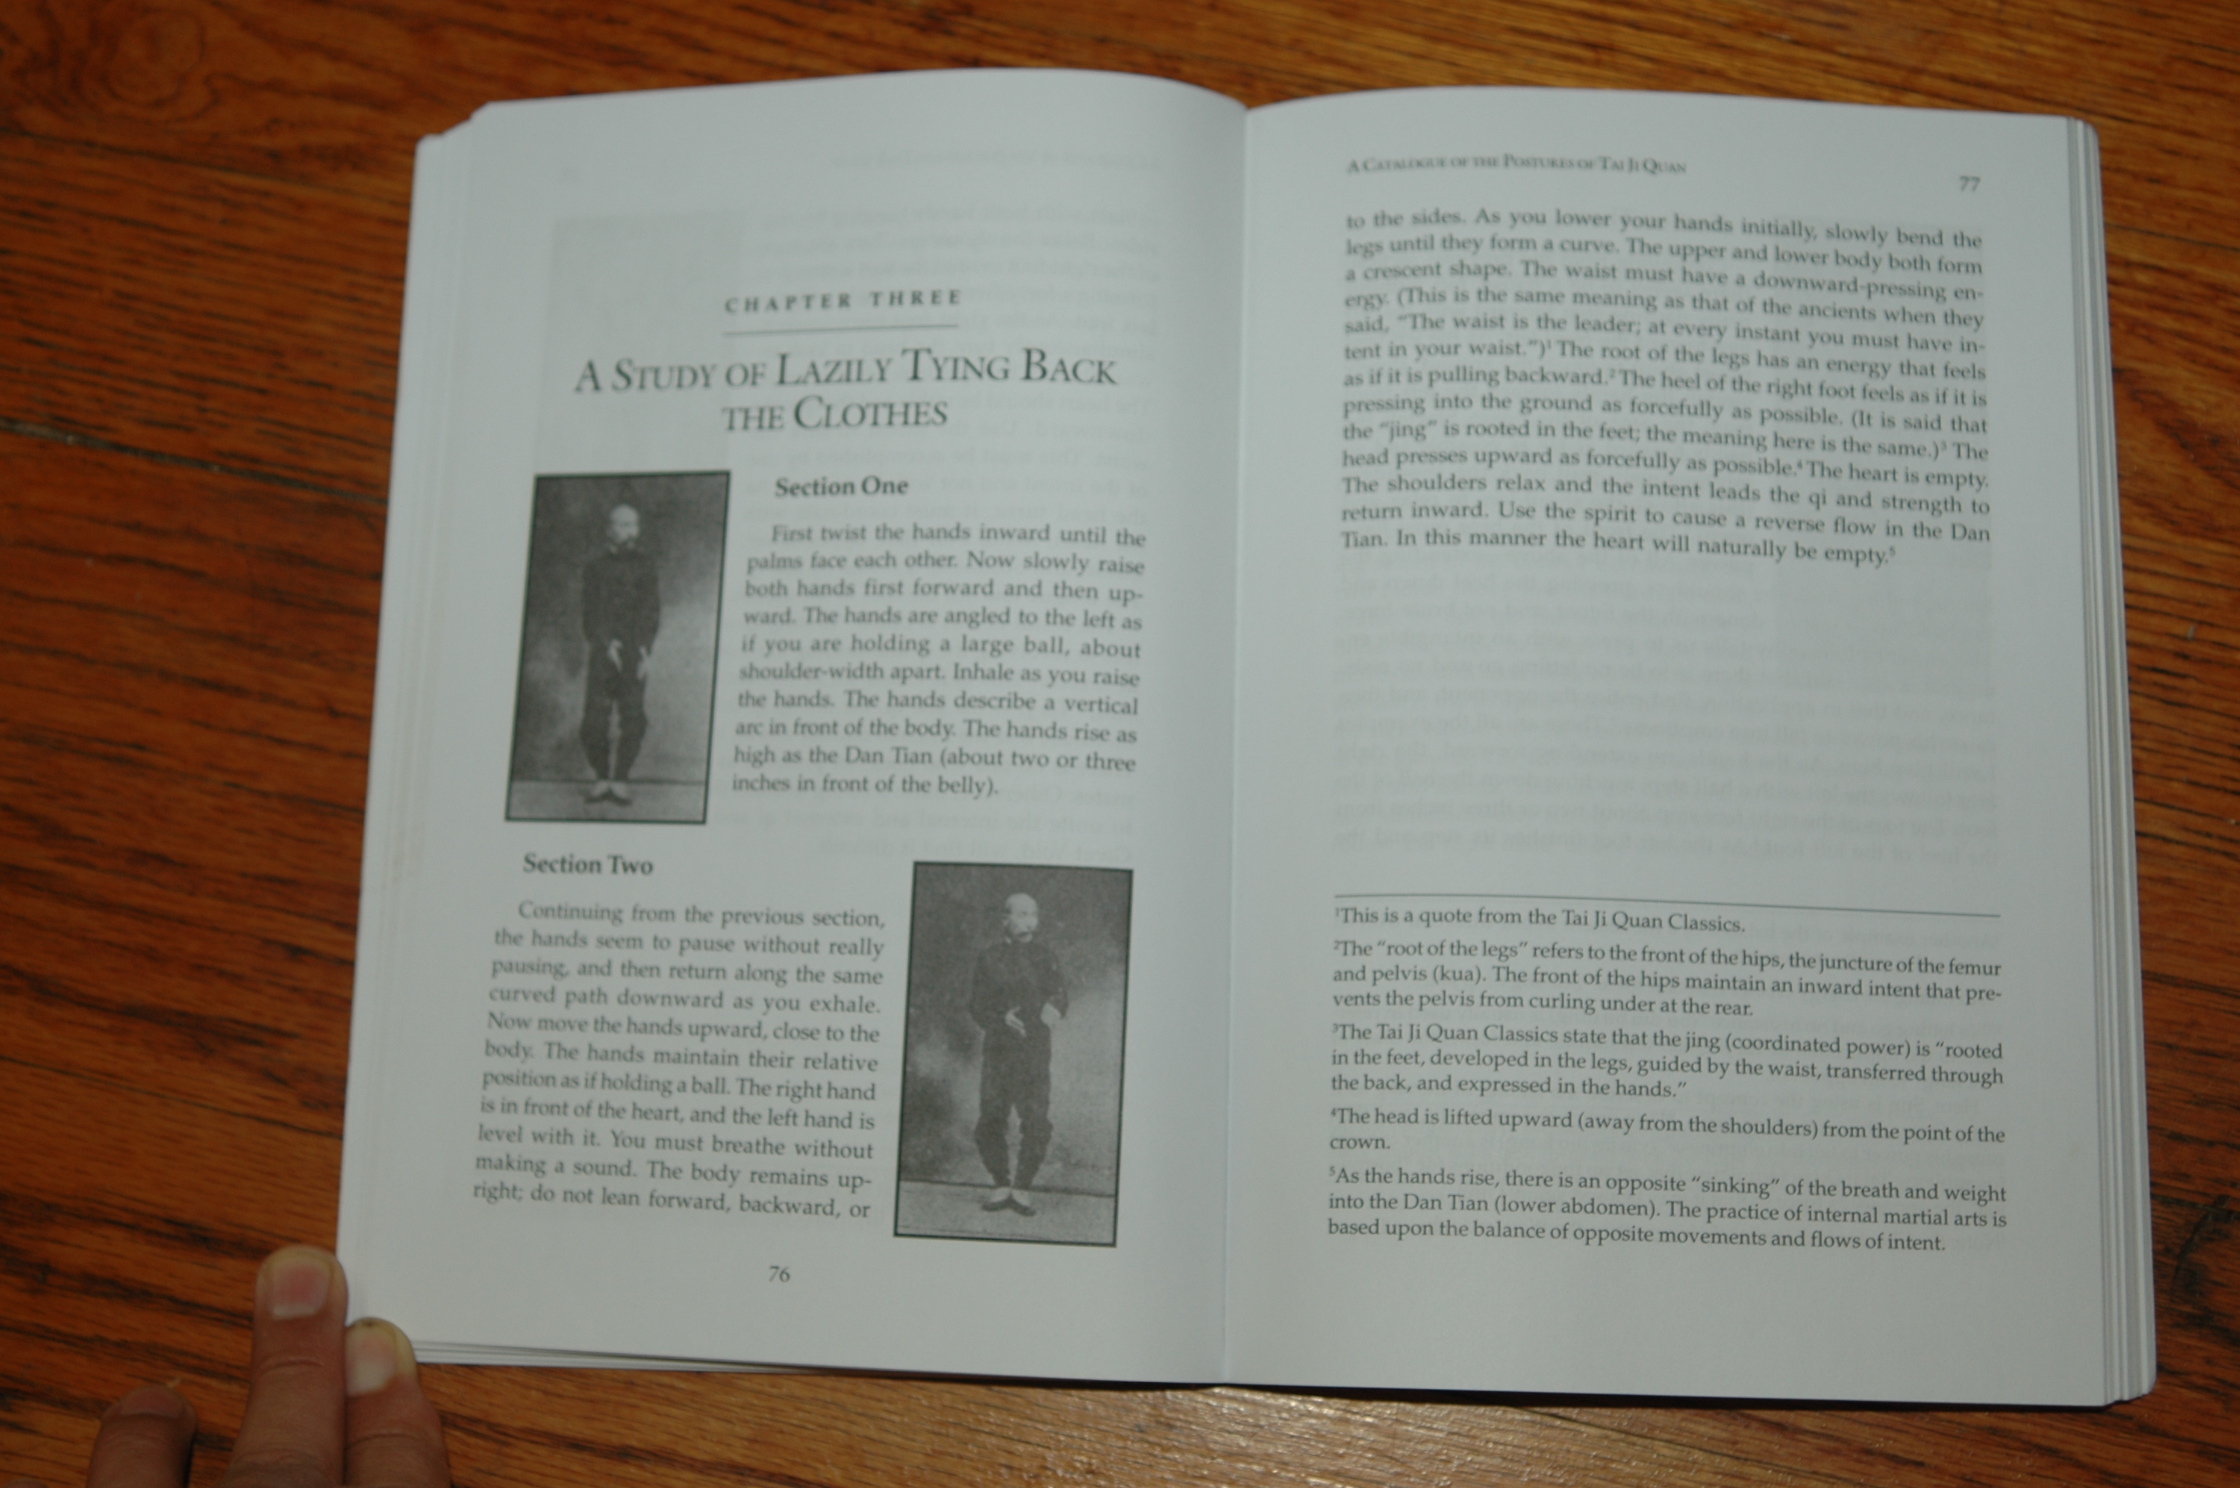 CHAPTER THREE
A STUDY OF LAZILY TYING BACK
THE CLOTHES
Section One
First twist the hands inward until the
palms face each other. Now slowly raise
both hands first forward and then up-
ward. The hands are angled to the left as
if you are holding a large ball, about
shoulder-width apart. Inhale as you raise
the hands. The hands describe a vertical
arc in front of the body. The hands rise as
high as the Dan Tian (about two or three
inches in front of the belly).
Section Two
Continuing from the previous section,
the hands seem to pause without really
pausing, and then return along the same
curved path downward as you exhale.
Now move the hands upward, close to the
body. The hands maintain their relative
position as if holding a ball. The right hand
is in front of the heart, and the left hand is
level with it. You must breathe without
making a sound. The body remains up-
right; do not lean forward, backward, or
76
A CATALOGUE OF THE POSTURES OF TAI JI QUAN
77
to the sides. As you lower your hands initially, slowly bend the
legs until they form a curve. The upper and lower body both form
a crescent shape. The waist must have a downward-pressing en-
ergy. (This is the same meaning as that of the ancients when they
said, "The waist is the leader; at every instant you must have in-
tent in your waist.")¹ The root of the legs has an energy that feels
as if it is pulling backward.² The heel of the right foot feels as if it is
pressing into the ground as forcefully as possible. (It is said that
the "jing" is rooted in the feet; the meaning here is the same.)³ The
head presses upward as forcefully as possible.⁴ The heart is empty.
The shoulders relax and the intent leads the qi and strength to
return inward. Use the spirit to cause a reverse flow in the Dan
Tian. In this manner the heart will naturally be empty.⁵
¹This is a quote from the Tai Ji Quan Classics.
²The "root of the legs" refers to the front of the hips, the juncture of the femur
and pelvis (kua). The front of the hips maintain an inward intent that pre-
vents the pelvis from curling under at the rear.
³The Tai Ji Quan Classics state that the jing (coordinated power) is "rooted
in the feet, developed in the legs, guided by the waist, transferred through
the back, and expressed in the hands."
⁴The head is lifted upward (away from the shoulders) from the point of the
crown.
⁵As the hands rise, there is an opposite "sinking" of the breath and weight
into the Dan Tian (lower abdomen). The practice of internal martial arts is
based upon the balance of opposite movements and flows of intent.